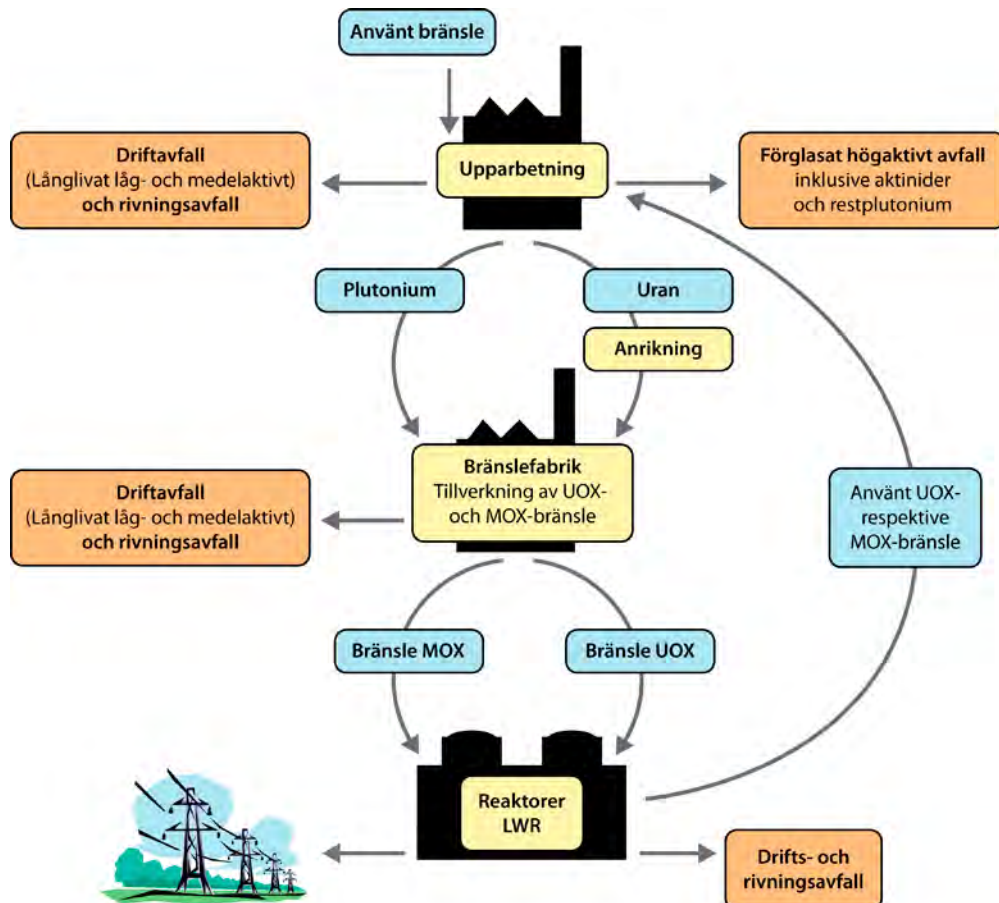 Använt bränsle
Driftavfall
(Långlivat låg- och medelaktivt)
och rivningsavfall
Upparbetning
Förglasat högaktivt avfall
inklusive aktinider
och restplutonium
Plutonium
Uran
Anrikning
Driftavfall
(Långlivat låg- och medelaktivt)
och rivningsavfall
Bränslefabrik
Tillverkning av UOX-
och MOX-bränsle
Använt UOX-
respektive
MOX-bränsle
Bränsle MOX
Bränsle UOX
Reaktorer
LWR
Drifts- och
rivningsavfall